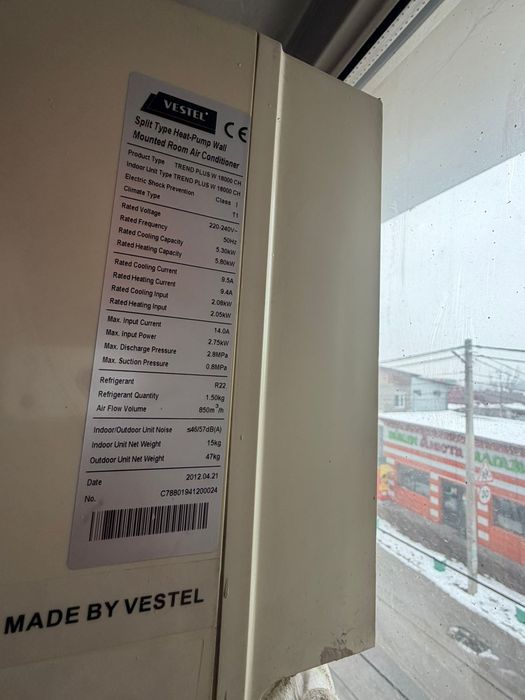 VESTEL
CE
Split Type Heat-Pump Wall
Mounted Room Air Conditioner
Product Type TREND PLUS W 18000 CH
Indoor Unit Type TREND PLUS W 18000 CH
Electric Shock Prevention Class I
Climate Type T1
Rated Voltage 220-240V~
Rated Frequency 50Hz
Rated Cooling Capacity 5.30kW
Rated Heating Capacity 5.80kW
Rated Cooling Current 9.5A
Rated Heating Current 9.4A
Rated Cooling Input 2.08kW
Rated Heating Input 2.05kW
Max. Input Current 14.0A
Max. Input Power 2.75kW
Max. Discharge Pressure 2.8MPa
Max. Suction Pressure 0.8MPa
Refrigerant R22
Refrigerant Quantity 1.50kg
Air Flow Volume 850m³/h
Indoor/Outdoor Unit Noise ≤46/57dB(A)
Indoor Unit Net Weight 15kg
Outdoor Unit Net Weight 47kg
Date 2012.04.21
No. C78801941200024
MADE BY VESTEL